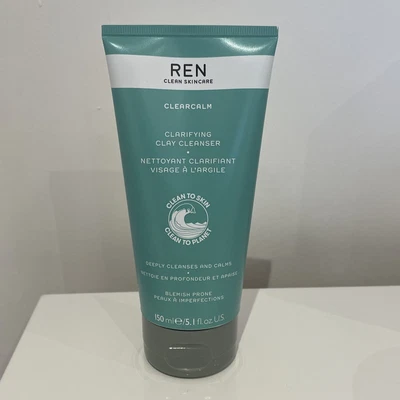 REN
CLEAN SKINCARE
CLEARCALM
CLARIFYING
CLAY CLEANSER
•
NETTOYANT CLARIFIANT
VISAGE À L'ARGILE
CLEAN TO SKIN
CLEAN TO PLANET
DEEPLY CLEANSES AND CALMS
•
NETTOIE EN PROFONDEUR ET APAISE
BLEMISH PRONE
PEAUX À IMPERFECTIONS
150 ml ℮/5.1 fl.oz US